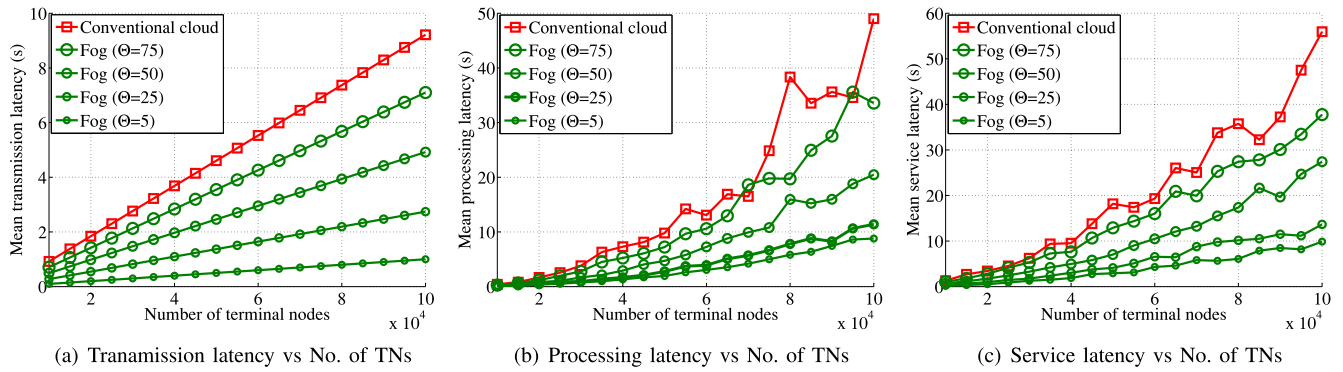 Mean transmission latency (s)
10
8
6
4
2
0
Conventional cloud
Fog (Θ=75)
Fog (Θ=50)
Fog (Θ=25)
Fog (Θ=5)
2
4
6
8
10
Number of terminal nodes
x 10^4
(a) Tranamission latency vs No. of TNs
Mean processing latency (s)
50
40
30
20
10
0
Conventional cloud
Fog (Θ=75)
Fog (Θ=50)
Fog (Θ=25)
Fog (Θ=5)
2
4
6
8
10
Number of terminal nodes
x 10^4
(b) Processing latency vs No. of TNs
Mean service latency (s)
60
50
40
30
20
10
0
Conventional cloud
Fog (Θ=75)
Fog (Θ=50)
Fog (Θ=25)
Fog (Θ=5)
2
4
6
8
10
Number of terminal nodes
x 10^4
(c) Service latency vs No. of TNs